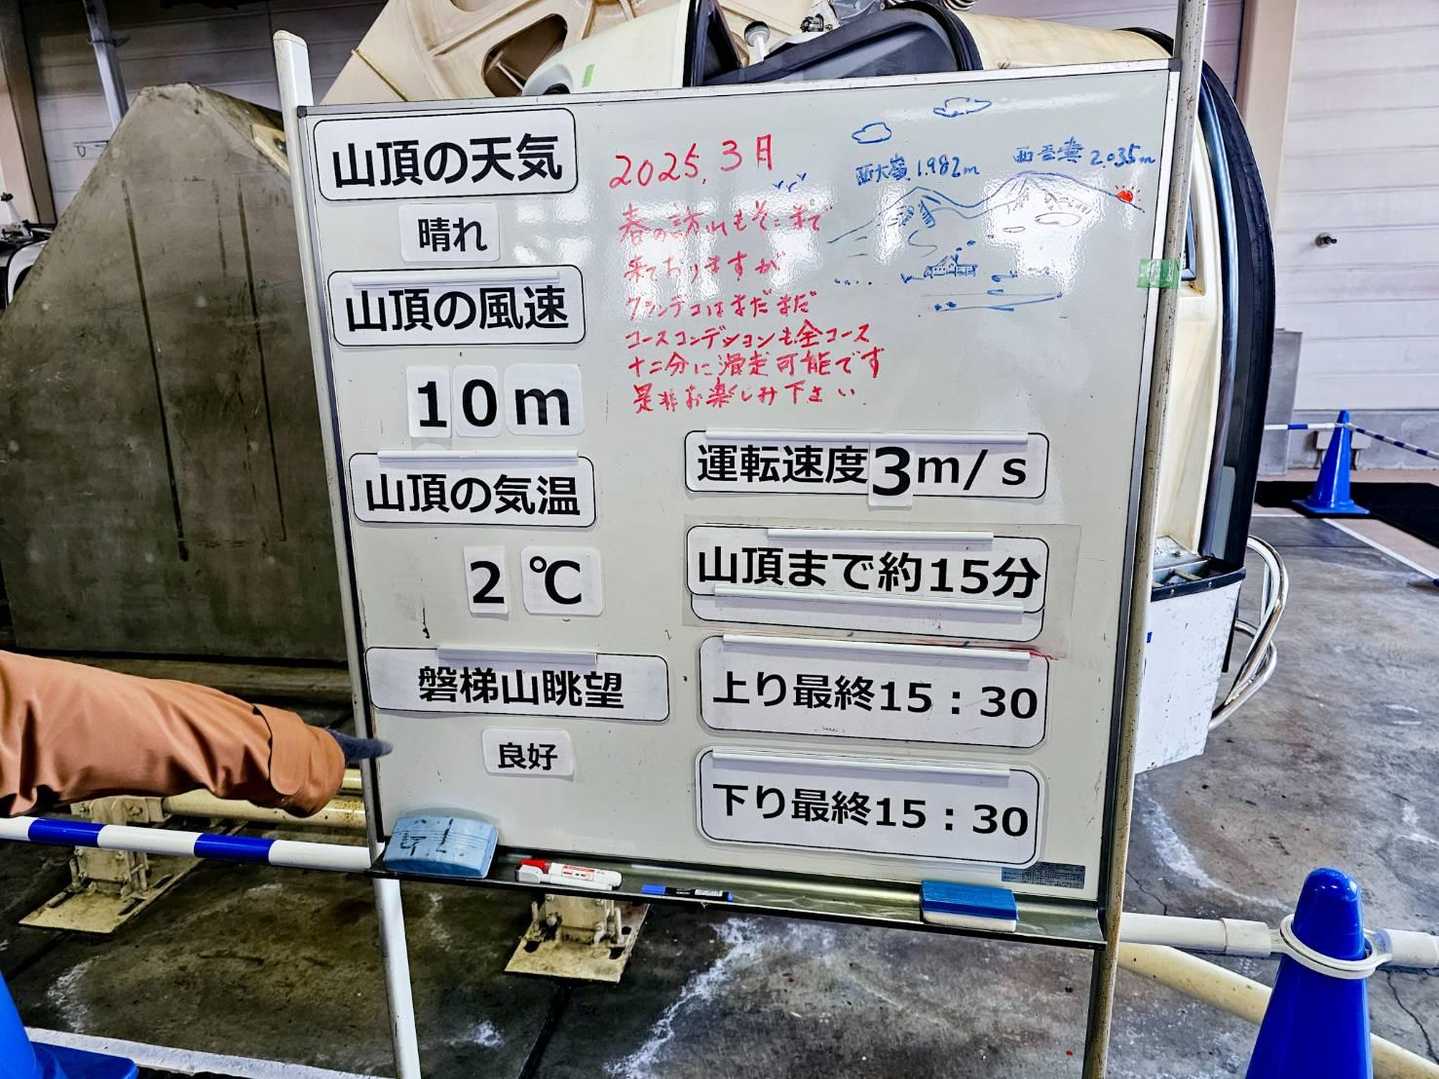 山頂の天気
晴れ
山頂の風速
10m
山頂の気温
2℃
磐梯山眺望
良好
2025.3月
春の訪れもそこまで
来ておりますが
グランデコはまだまだ
コースコンデションも全コース
十二分に滑走可能です
是非お楽しみ下さい
西大巓 1.982m
西吾妻 2.035m
運転速度3m/s
山頂まで約15分
上り最終15：30
下り最終15：30